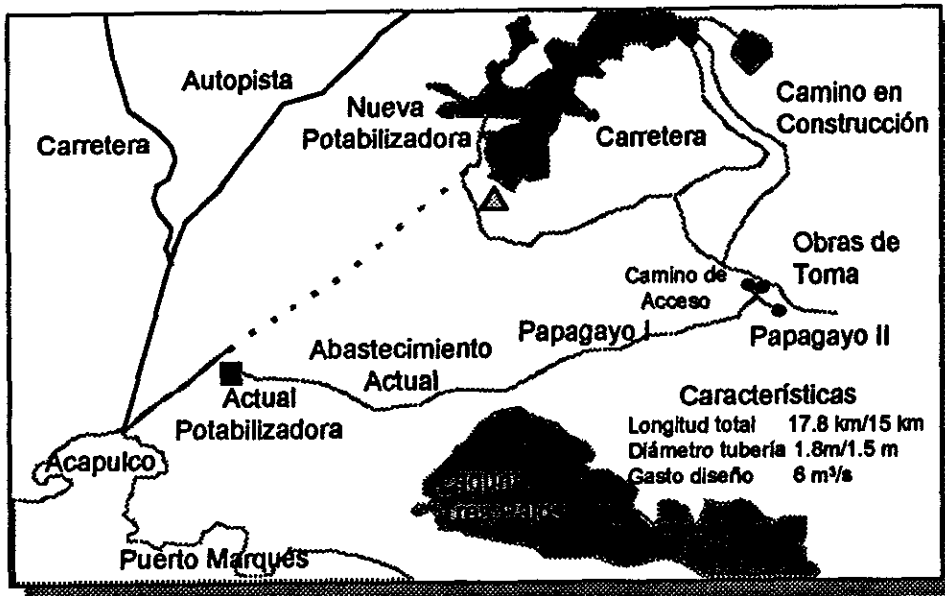 Autopista
Carretera
Nueva
Potabilizadora
Carretera
Camino en
Construcción
Obras de
Toma
Camino de
Acceso
Papagayo I
Papagayo II
Abastecimiento
Actual
Actual
Potabilizadora
Acapulco
Puerto Marqués
Características
Longitud total 17.8 km/15 km
Diámetro tubería 1.8m/1.5 m
Gasto diseño 6 m³/s
Laguna